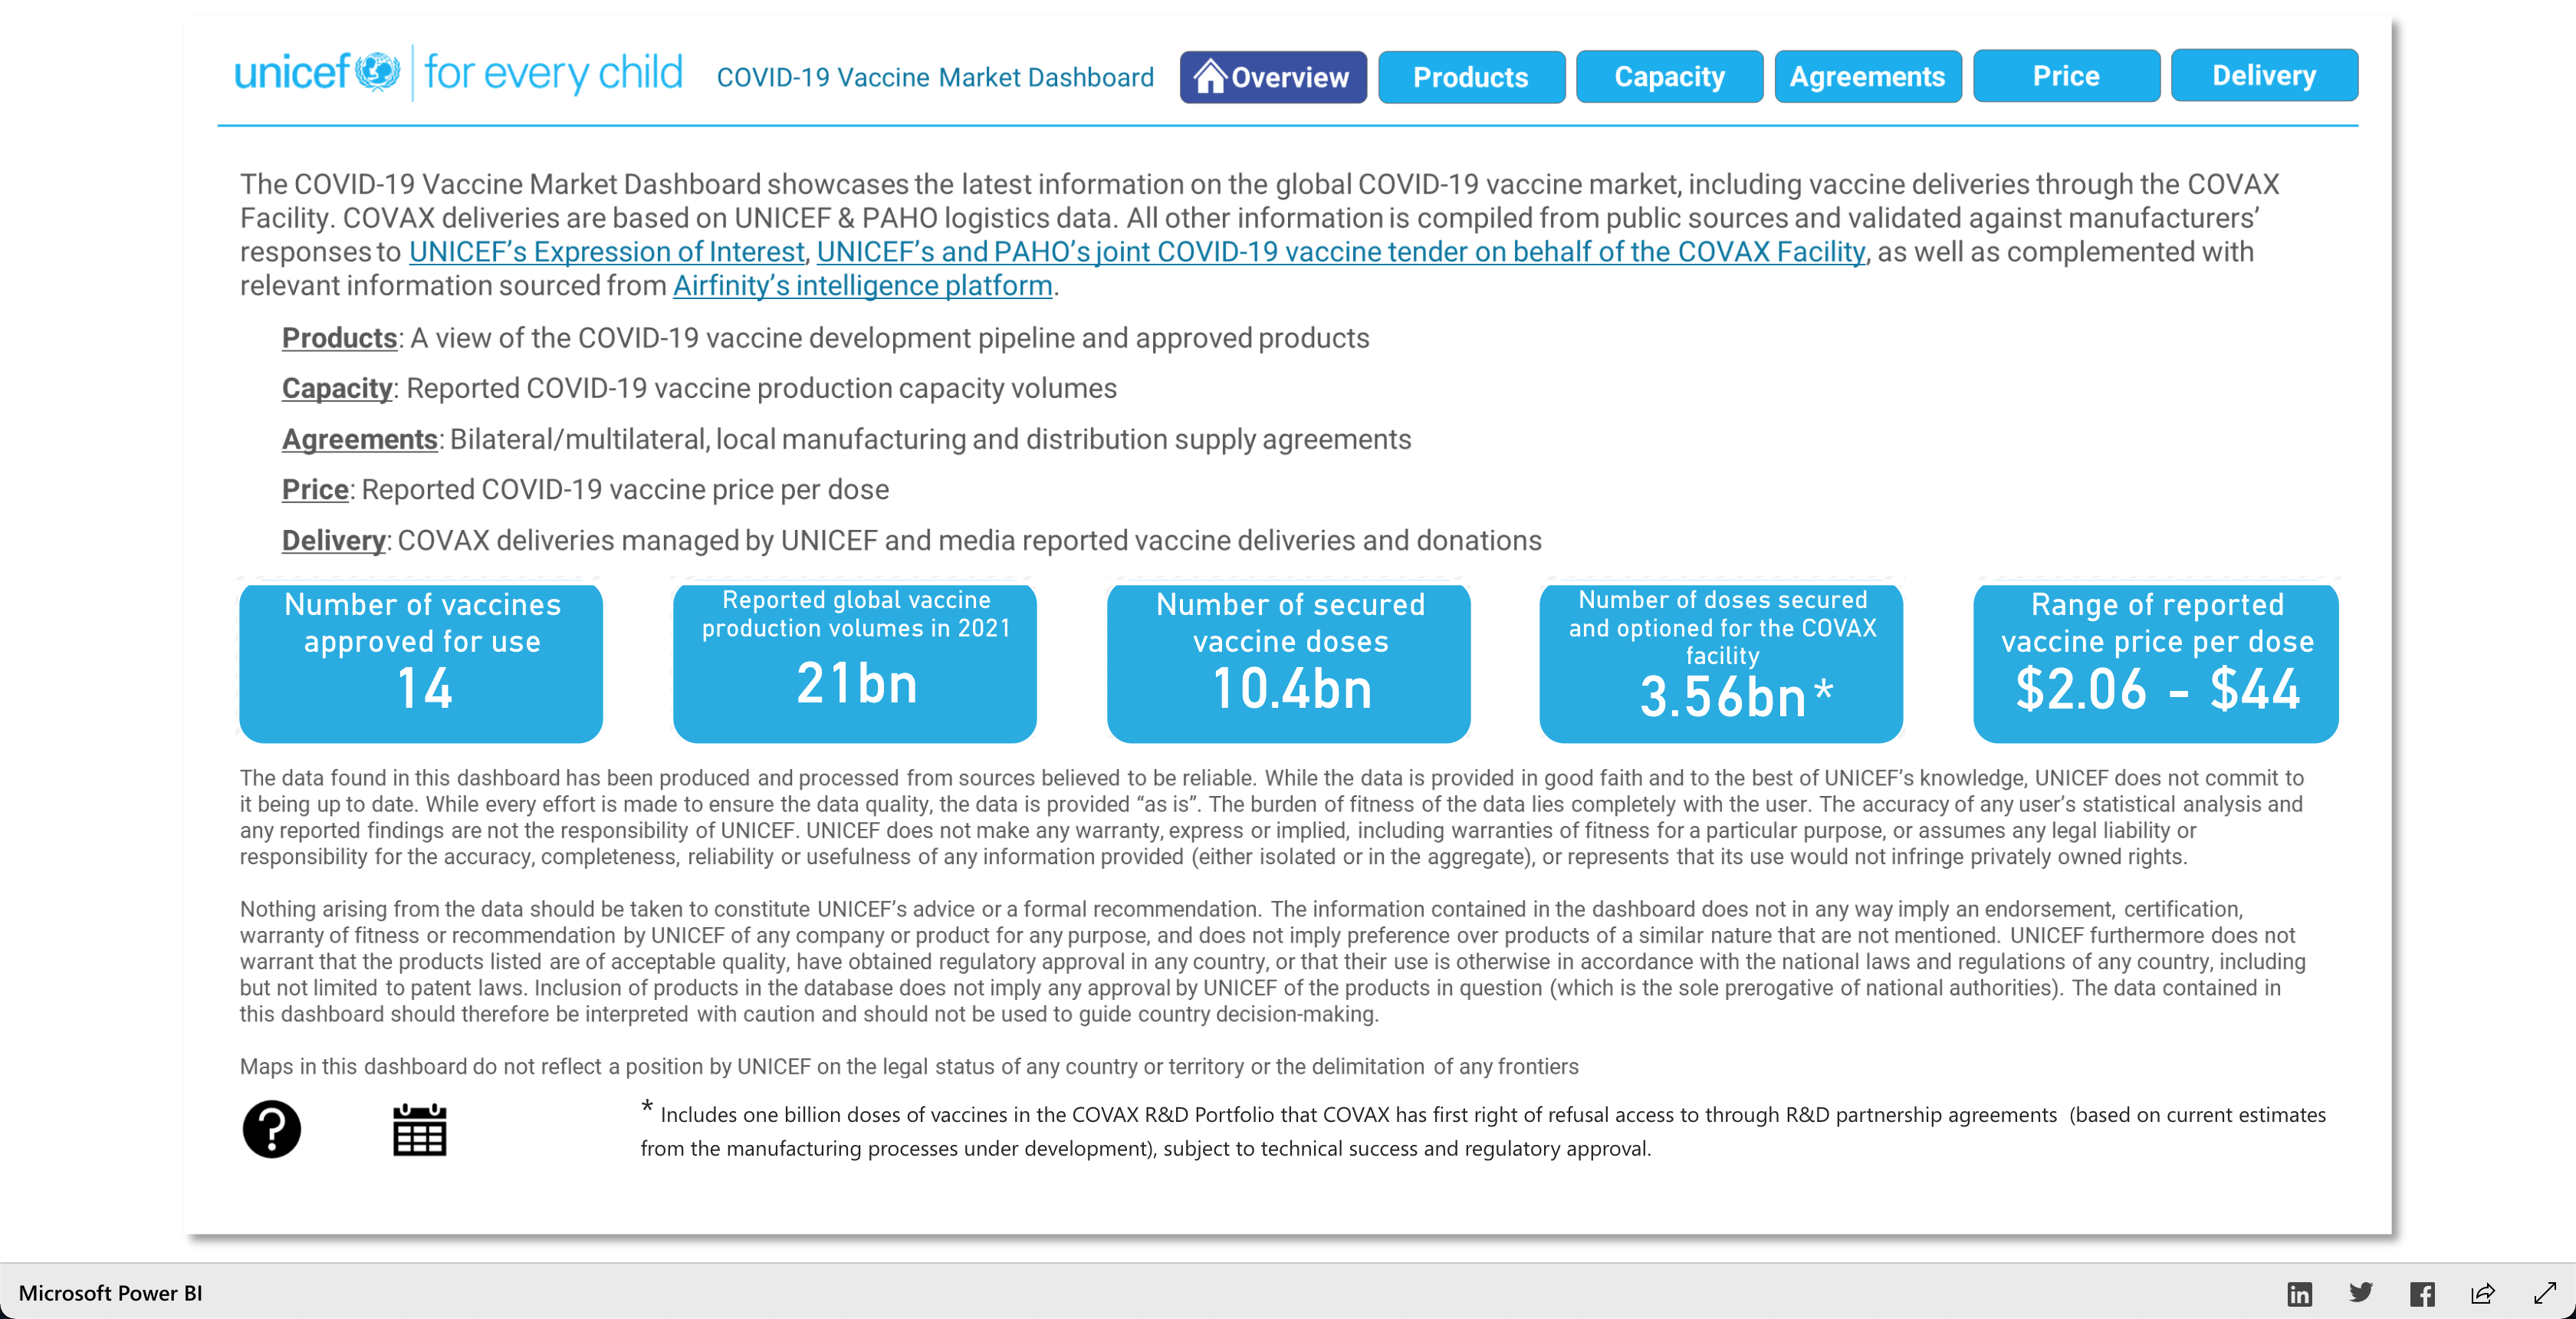 unicef for every child
COVID-19 Vaccine Market Dashboard
Overview
Products
Capacity
Agreements
Price
Delivery
The COVID-19 Vaccine Market Dashboard showcases the latest information on the global COVID-19 vaccine market, including vaccine deliveries through the COVAX
Facility. COVAX deliveries are based on UNICEF & PAHO logistics data. All other information is compiled from public sources and validated against manufacturers’
responses to UNICEF’s Expression of Interest, UNICEF’s and PAHO’s joint COVID-19 vaccine tender on behalf of the COVAX Facility, as well as complemented with
relevant information sourced from Airfinity’s intelligence platform.
Products: A view of the COVID-19 vaccine development pipeline and approved products
Capacity: Reported COVID-19 vaccine production capacity volumes
Agreements: Bilateral/multilateral, local manufacturing and distribution supply agreements
Price: Reported COVID-19 vaccine price per dose
Delivery: COVAX deliveries managed by UNICEF and media reported vaccine deliveries and donations
Number of vaccines
approved for use
14
Reported global vaccine
production volumes in 2021
21bn
Number of secured
vaccine doses
10.4bn
Number of doses secured
and optioned for the COVAX
facility
3.56bn*
Range of reported
vaccine price per dose
$2.06 - $44
The data found in this dashboard has been produced and processed from sources believed to be reliable. While the data is provided in good faith and to the best of UNICEF’s knowledge, UNICEF does not commit to
it being up to date. While every effort is made to ensure the data quality, the data is provided “as is”. The burden of fitness of the data lies completely with the user. The accuracy of any user’s statistical analysis and
any reported findings are not the responsibility of UNICEF. UNICEF does not make any warranty, express or implied, including warranties of fitness for a particular purpose, or assumes any legal liability or
responsibility for the accuracy, completeness, reliability or usefulness of any information provided (either isolated or in the aggregate), or represents that its use would not infringe privately owned rights.
Nothing arising from the data should be taken to constitute UNICEF’s advice or a formal recommendation. The information contained in the dashboard does not in any way imply an endorsement, certification,
warranty of fitness or recommendation by UNICEF of any company or product for any purpose, and does not imply preference over products of a similar nature that are not mentioned. UNICEF furthermore does not
warrant that the products listed are of acceptable quality, have obtained regulatory approval in any country, or that their use is otherwise in accordance with the national laws and regulations of any country, including
but not limited to patent laws. Inclusion of products in the database does not imply any approval by UNICEF of the products in question (which is the sole prerogative of national authorities). The data contained in
this dashboard should therefore be interpreted with caution and should not be used to guide country decision-making.
Maps in this dashboard do not reflect a position by UNICEF on the legal status of any country or territory or the delimitation of any frontiers
* Includes one billion doses of vaccines in the COVAX R&D Portfolio that COVAX has first right of refusal access to through R&D partnership agreements (based on current estimates
from the manufacturing processes under development), subject to technical success and regulatory approval.
Microsoft Power BI